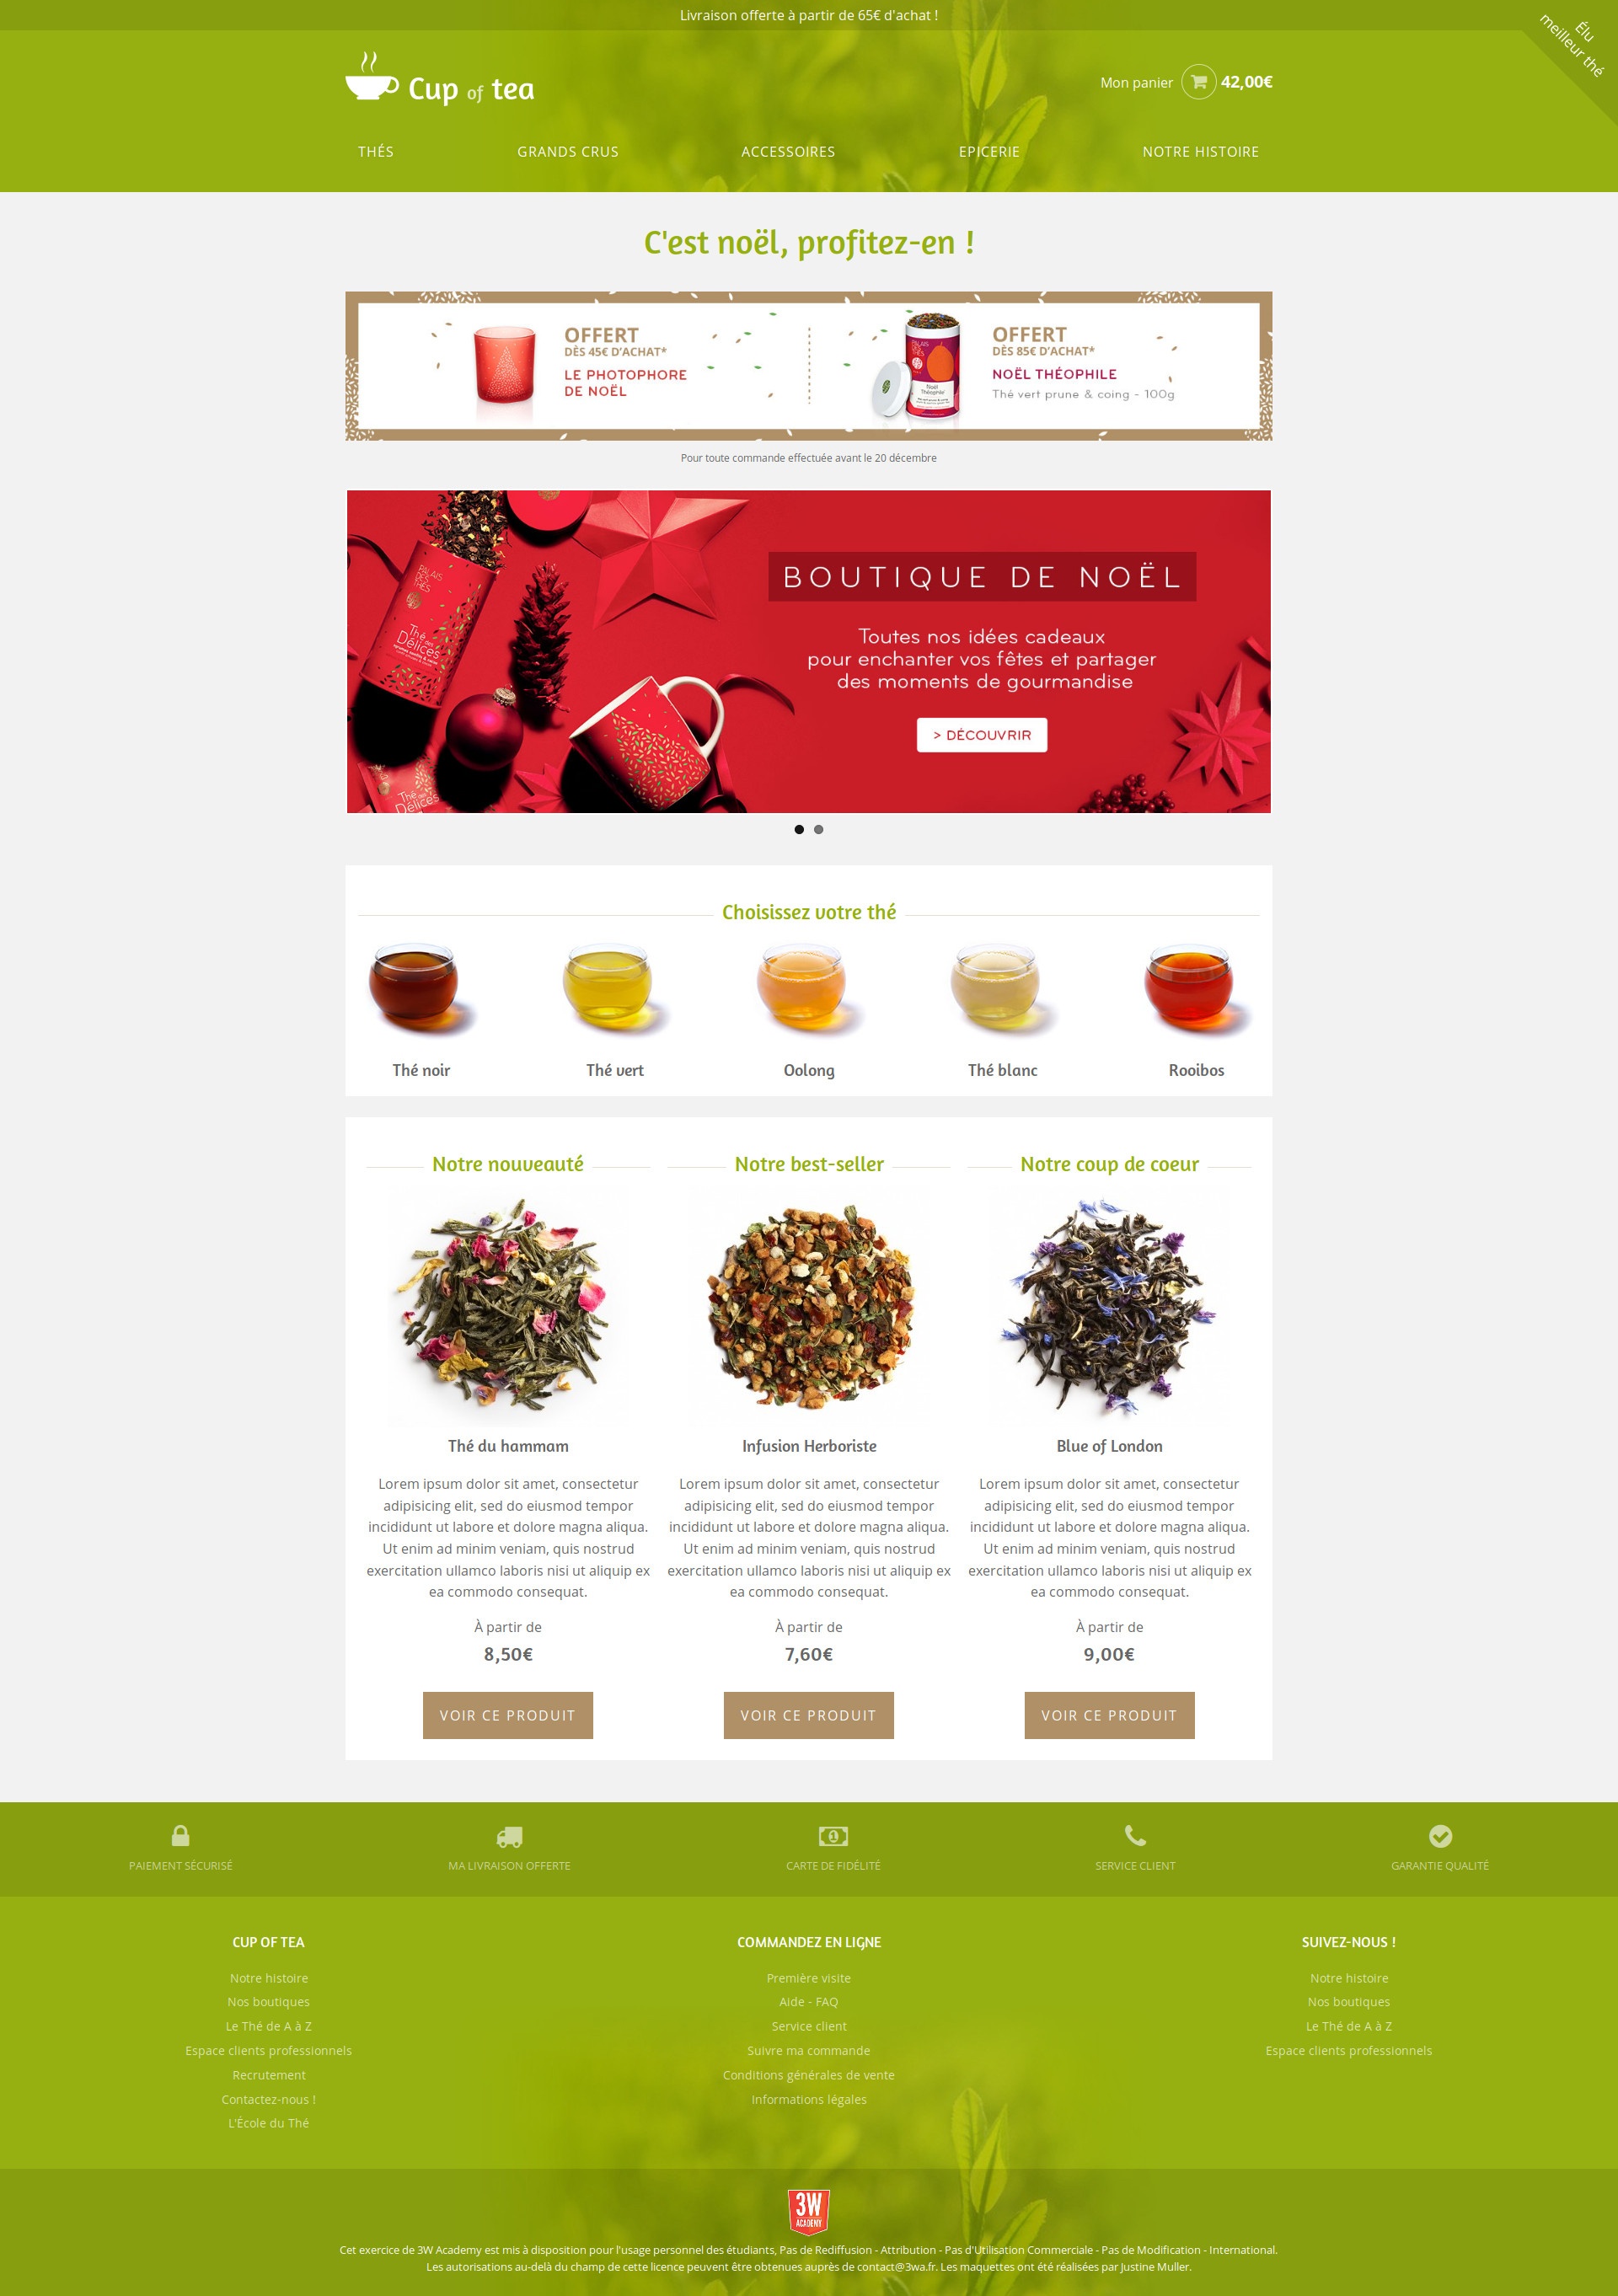 Livraison offerte à partir de 65€ d'achat !
Élu
meilleur thé
Cup of tea
Mon panier 42,00€
THÉS GRANDS CRUS ACCESSOIRES EPICERIE NOTRE HISTOIRE
C'est noël, profitez-en !
OFFERT
DÈS 45€ D'ACHAT*
LE PHOTOPHORE
DE NOËL
PALAIS DES THÉS
Noël
Théophile
OFFERT
DÈS 85€ D'ACHAT*
NOËL THÉOPHILE
Thé vert prune & coing - 100g
Pour toute commande effectuée avant le 20 décembre
PALAIS
DES
THÉS
Thé des
Délices
Thé des
Délices
BOUTIQUE DE NOËL
Toutes nos idées cadeaux
pour enchanter vos fêtes et partager
des moments de gourmandise
> DÉCOUVRIR
Choisissez votre thé
Thé noir Thé vert Oolong Thé blanc Rooibos
Notre nouveauté
Thé du hammam
Lorem ipsum dolor sit amet, consectetur
adipisicing elit, sed do eiusmod tempor
incididunt ut labore et dolore magna aliqua.
Ut enim ad minim veniam, quis nostrud
exercitation ullamco laboris nisi ut aliquip ex
ea commodo consequat.
À partir de
8,50€
VOIR CE PRODUIT
Notre best-seller
Infusion Herboriste
Lorem ipsum dolor sit amet, consectetur
adipisicing elit, sed do eiusmod tempor
incididunt ut labore et dolore magna aliqua.
Ut enim ad minim veniam, quis nostrud
exercitation ullamco laboris nisi ut aliquip ex
ea commodo consequat.
À partir de
7,60€
VOIR CE PRODUIT
Notre coup de coeur
Blue of London
Lorem ipsum dolor sit amet, consectetur
adipisicing elit, sed do eiusmod tempor
incididunt ut labore et dolore magna aliqua.
Ut enim ad minim veniam, quis nostrud
exercitation ullamco laboris nisi ut aliquip ex
ea commodo consequat.
À partir de
9,00€
VOIR CE PRODUIT
PAIEMENT SÉCURISÉ MA LIVRAISON OFFERTE CARTE DE FIDÉLITÉ SERVICE CLIENT GARANTIE QUALITÉ
CUP OF TEA
Notre histoire
Nos boutiques
Le Thé de A à Z
Espace clients professionnels
Recrutement
Contactez-nous !
L'École du Thé
COMMANDEZ EN LIGNE
Première visite
Aide - FAQ
Service client
Suivre ma commande
Conditions générales de vente
Informations légales
SUIVEZ-NOUS !
Notre histoire
Nos boutiques
Le Thé de A à Z
Espace clients professionnels
3W
ACADEMY
Cet exercice de 3W Academy est mis à disposition pour l'usage personnel des étudiants, Pas de Rediffusion - Attribution - Pas d'Utilisation Commerciale - Pas de Modification - International.
Les autorisations au-delà du champ de cette licence peuvent être obtenues auprès de contact@3wa.fr. Les maquettes ont été réalisées par Justine Muller.